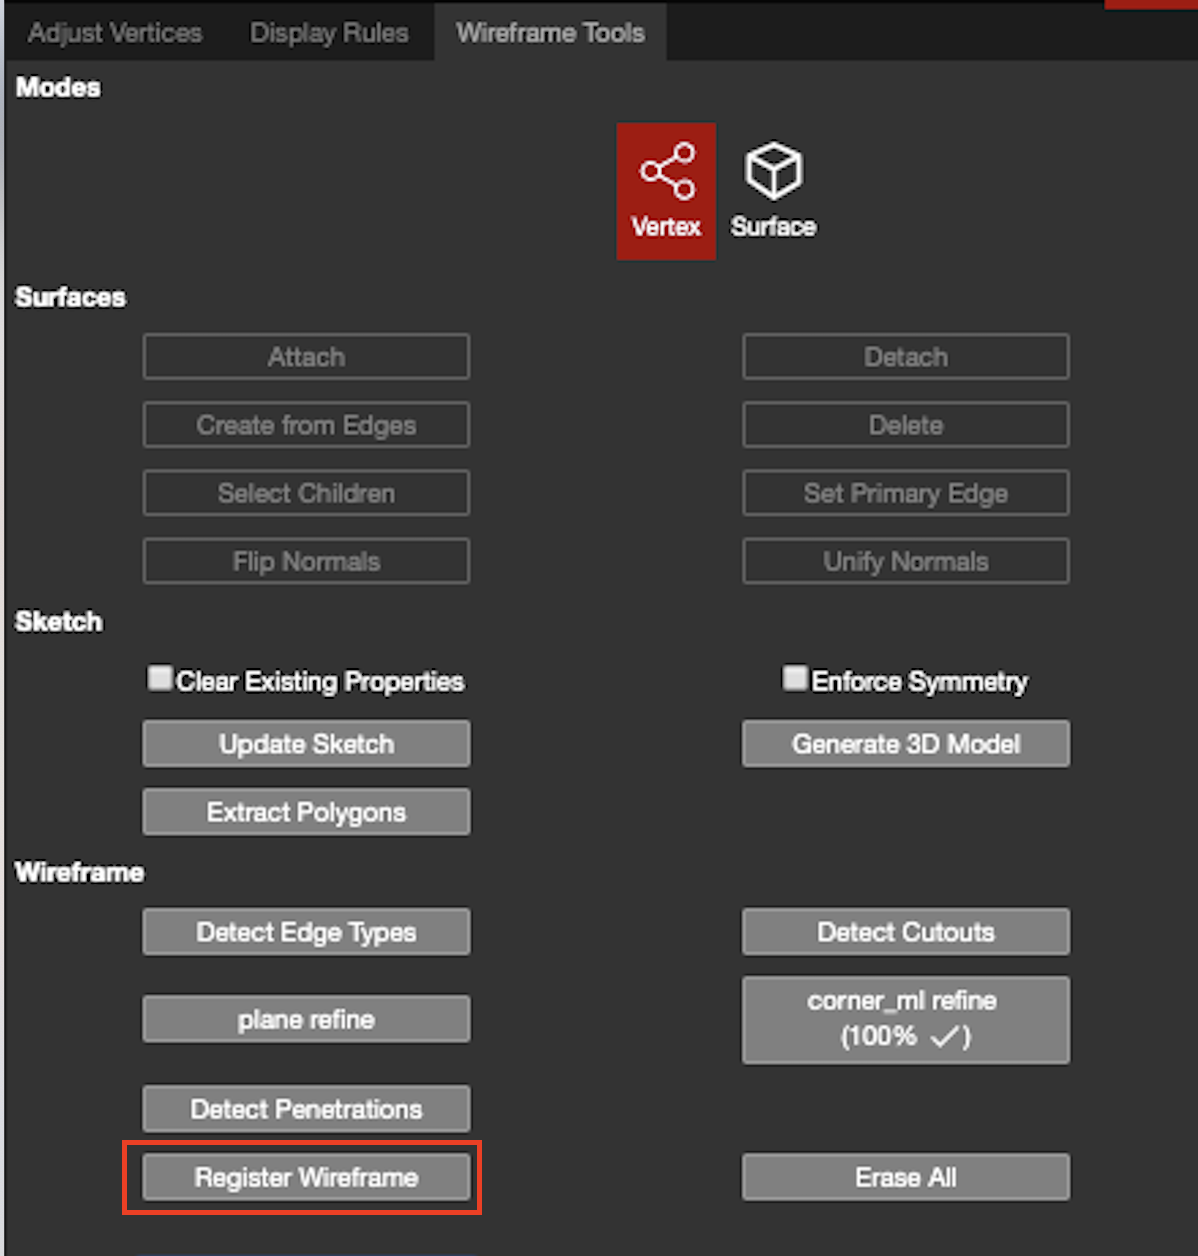 Adjust Vertices Display Rules Wireframe Tools
Modes
Vertex Surface
Surfaces
Attach Detach
Create from Edges Delete
Select Children Set Primary Edge
Flip Normals Unify Normals
Sketch
Clear Existing Properties Enforce Symmetry
Update Sketch Generate 3D Model
Extract Polygons
Wireframe
Detect Edge Types Detect Cutouts
plane refine corner_ml refine
(100% ✓)
Detect Penetrations
Register Wireframe Erase All